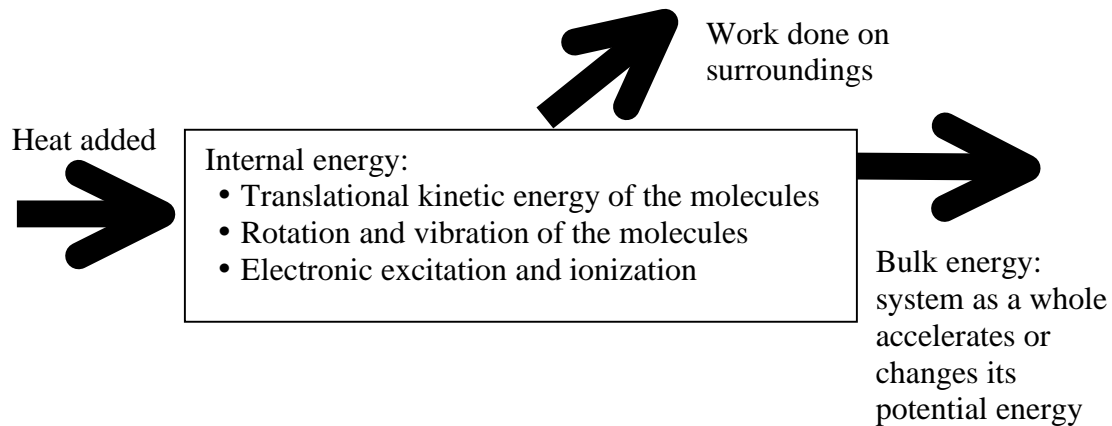 Work done on
surroundings
Heat added
Internal energy:
• Translational kinetic energy of the molecules
• Rotation and vibration of the molecules
• Electronic excitation and ionization
Bulk energy:
system as a whole
accelerates or
changes its
potential energy